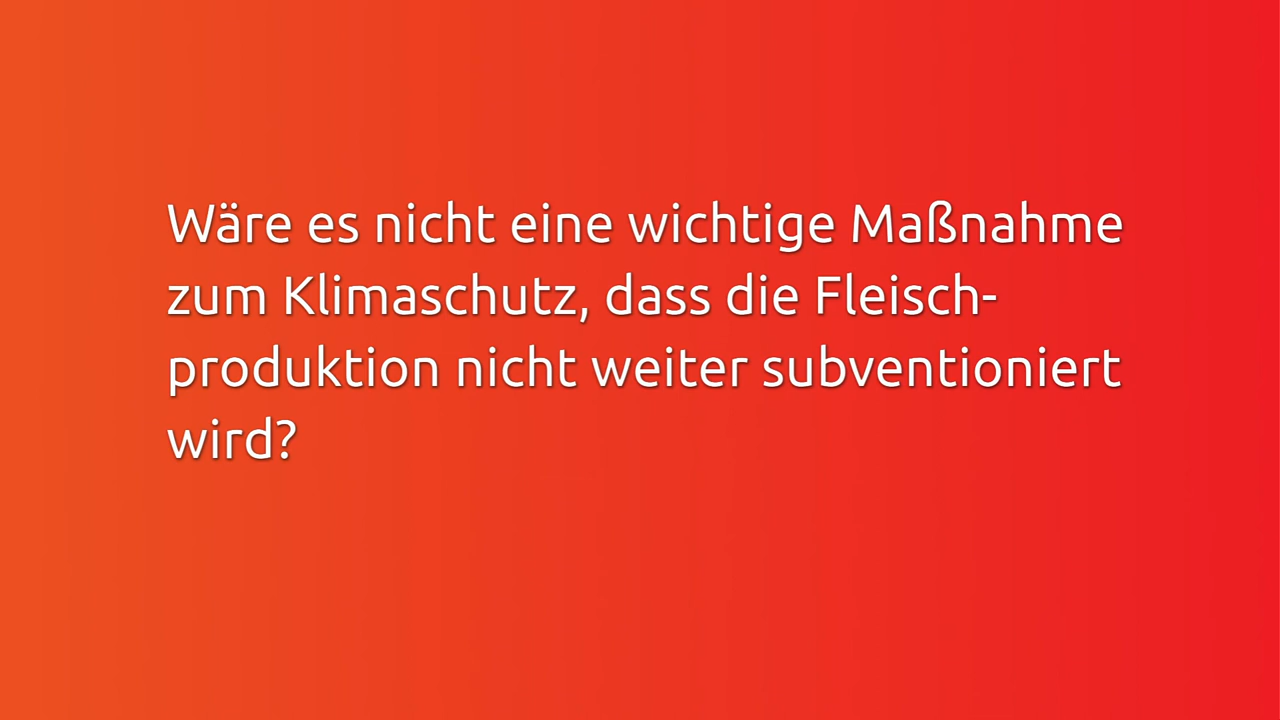 Wäre es nicht eine wichtige Maßnahme
zum Klimaschutz, dass die Fleisch-
produktion nicht weiter subventioniert
wird?